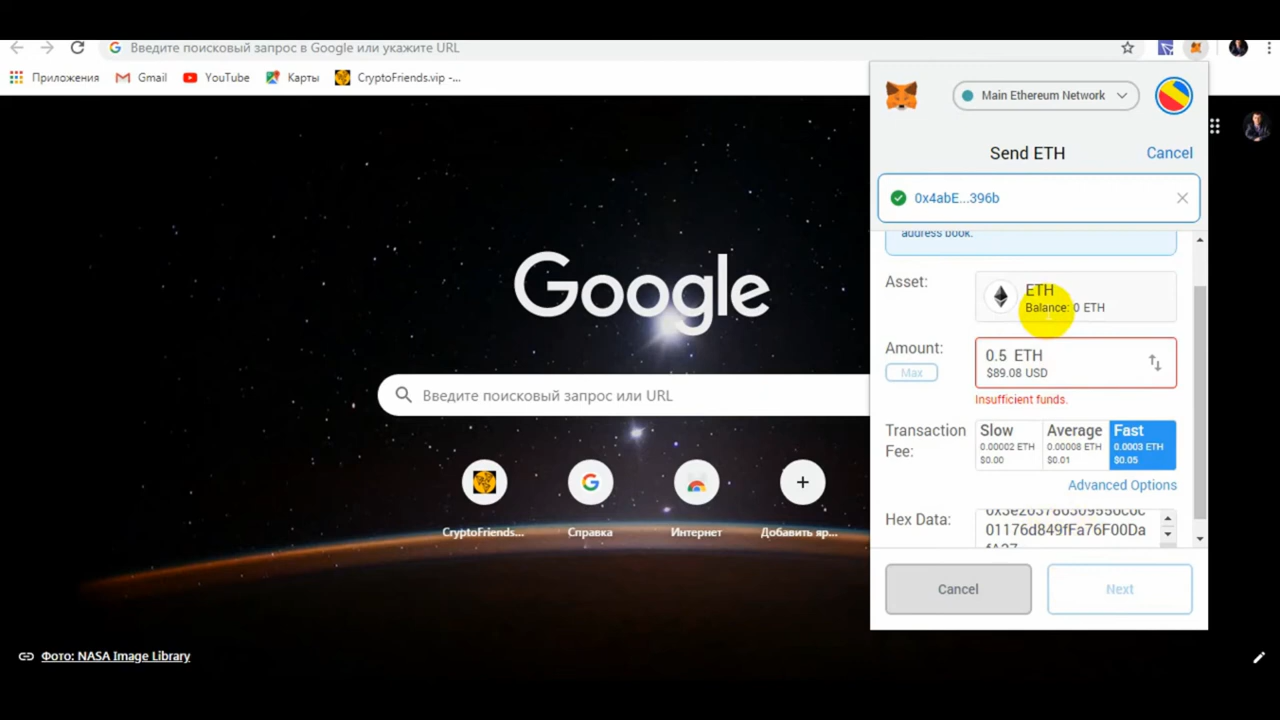 Введите поисковый запрос в Google или укажите URL
Приложения
Gmail
YouTube
Карты
CryptoFriends.vip -...
Main Ethereum Network
Send ETH
Cancel
0x4abE...396b
address book.
Asset:
ETH
Balance: 0 ETH
Amount:
Max
0.5 ETH
$89.08 USD
Insufficient funds.
Transaction
Fee:
Slow
0.00002 ETH
$0.00
Average
0.00008 ETH
$0.01
Fast
0.0003 ETH
$0.05
Advanced Options
Hex Data:
01176d849fFa76F00Da
Cancel
Next
Google
Введите поисковый запрос или URL
CryptoFriends...
Справка
Интернет
Добавить яр...
Фото: NASA Image Library